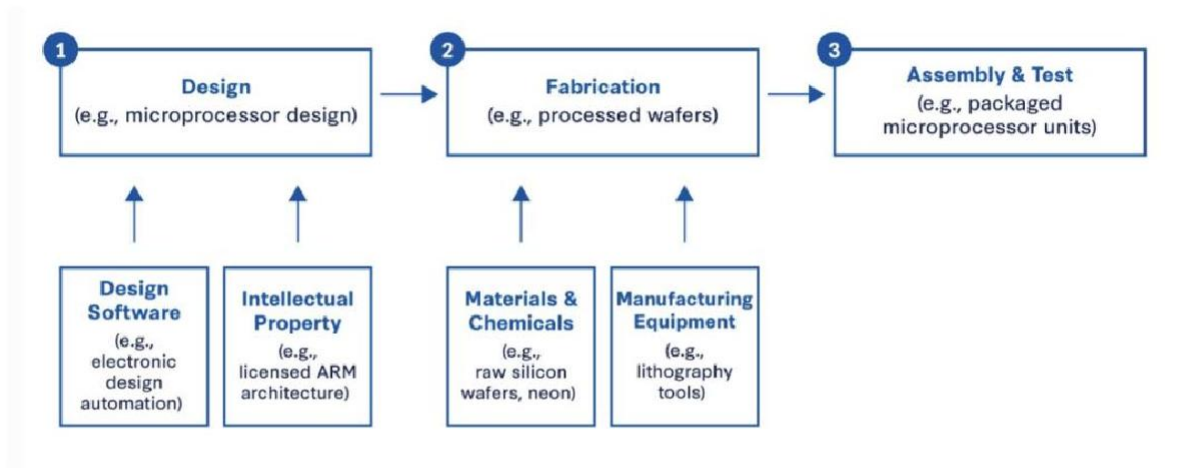 1
Design
(e.g., microprocessor design)
2
Fabrication
(e.g., processed wafers)
3
Assembly & Test
(e.g., packaged
microprocessor units)
Design
Software
(e.g.,
electronic
design
automation)
Intellectual
Property
(e.g.,
licensed ARM
architecture)
Materials &
Chemicals
(e.g.,
raw silicon
wafers, neon)
Manufacturing
Equipment
(e.g.,
lithography
tools)